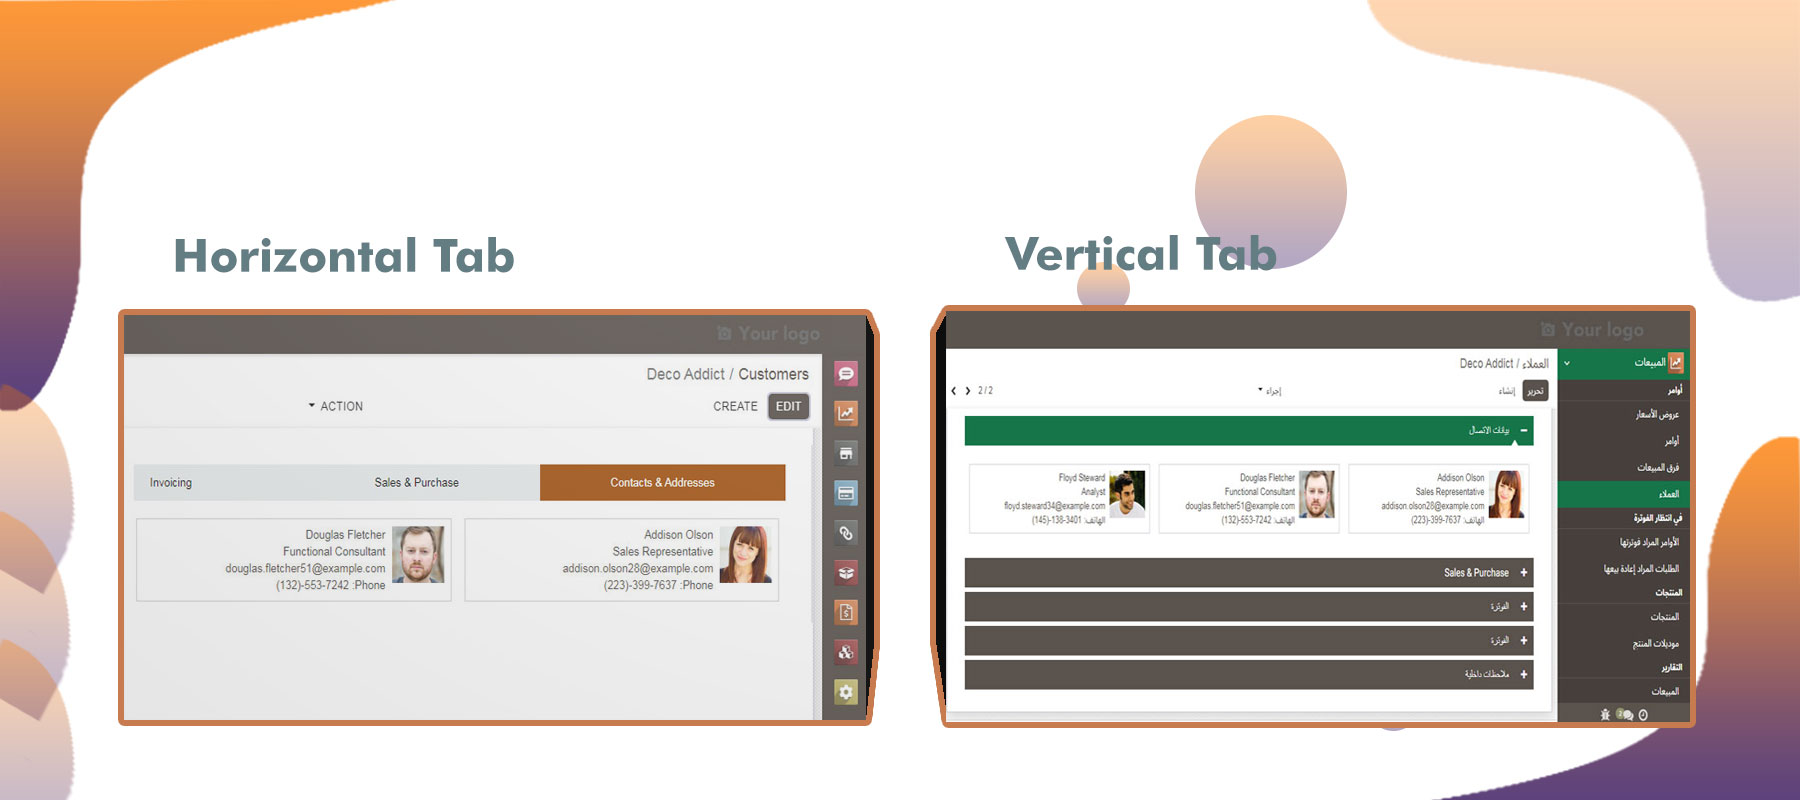 Horizontal Tab
Your logo
Deco Addict / Customers
ACTION
CREATE
EDIT
Invoicing
Sales & Purchase
Contacts & Addresses
Douglas Fletcher
Functional Consultant
douglas.fletcher51@example.com
(132)-553-7242 :Phone
Addison Olson
Sales Representative
addison.olson28@example.com
(223)-399-7637 :Phone
Vertical Tab
Your logo
المبيعات
أوامر
عروض الأسعار
أوامر
فرق المبيعات
العملاء
في انتظار الفوترة
الأوامر المراد فوترتها
الطلبات المراد إعادة بيعها
المنتجات
المنتجات
موديلات المنتج
التقارير
المبيعات
2
Deco Addict / العملاء
تحرير
إنشاء
إجراء
2 / 2
بيانات الاتصال
Addison Olson
Sales Representative
addison.olson28@example.com
الهاتف: 7637-399-(223)
Douglas Fletcher
Functional Consultant
douglas.fletcher51@example.com
الهاتف: 7242-553-(132)
Floyd Steward
Analyst
floyd.steward34@example.com
الهاتف: 3401-138-(145)
Sales & Purchase
الفوترة
الفوترة
ملاحظات داخلية